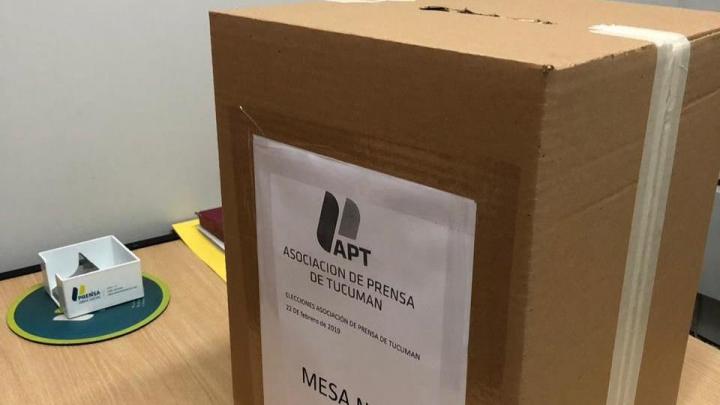 APT
ASOCIACION DE PRENSA
DE TUCUMAN
ELECCIONES ASOCIACIÓN DE PRENSA DE TUCUMAN
22 DE febrero de 2019
MESA
PRENSA